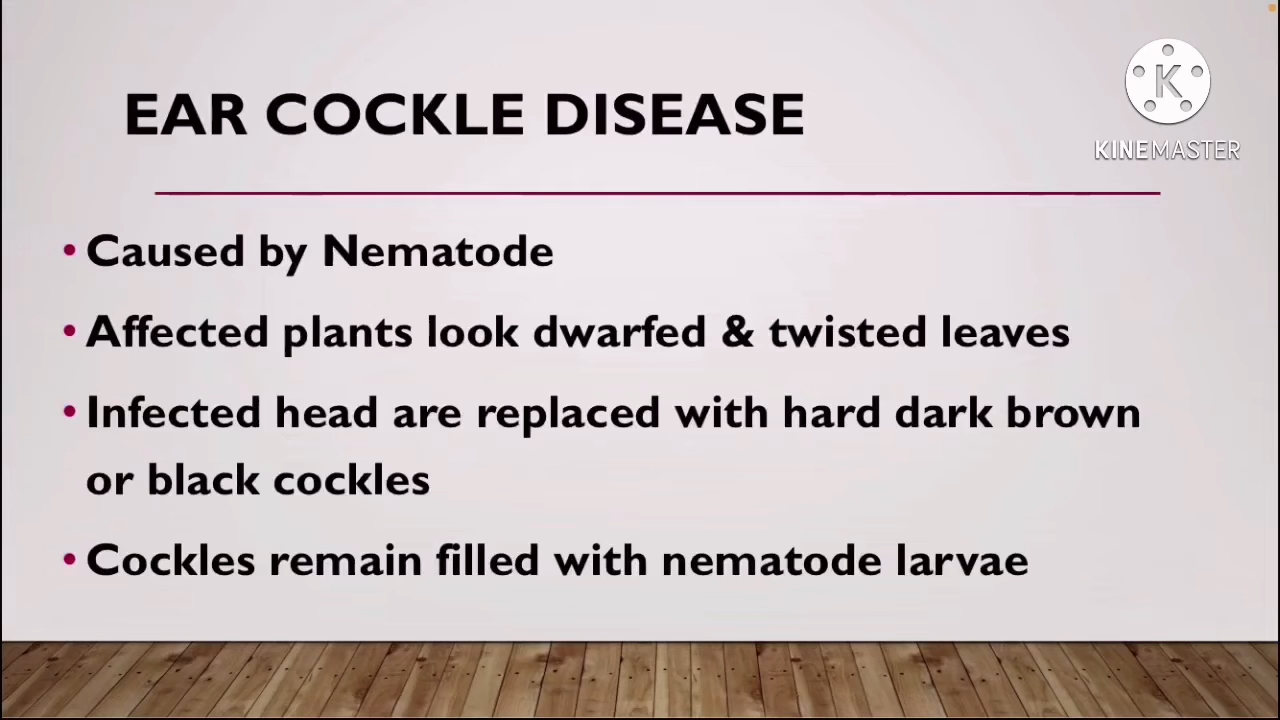 EAR COCKLE DISEASE
K
KINEMASTER
• Caused by Nematode
• Affected plants look dwarfed & twisted leaves
• Infected head are replaced with hard dark brown
or black cockles
• Cockles remain filled with nematode larvae